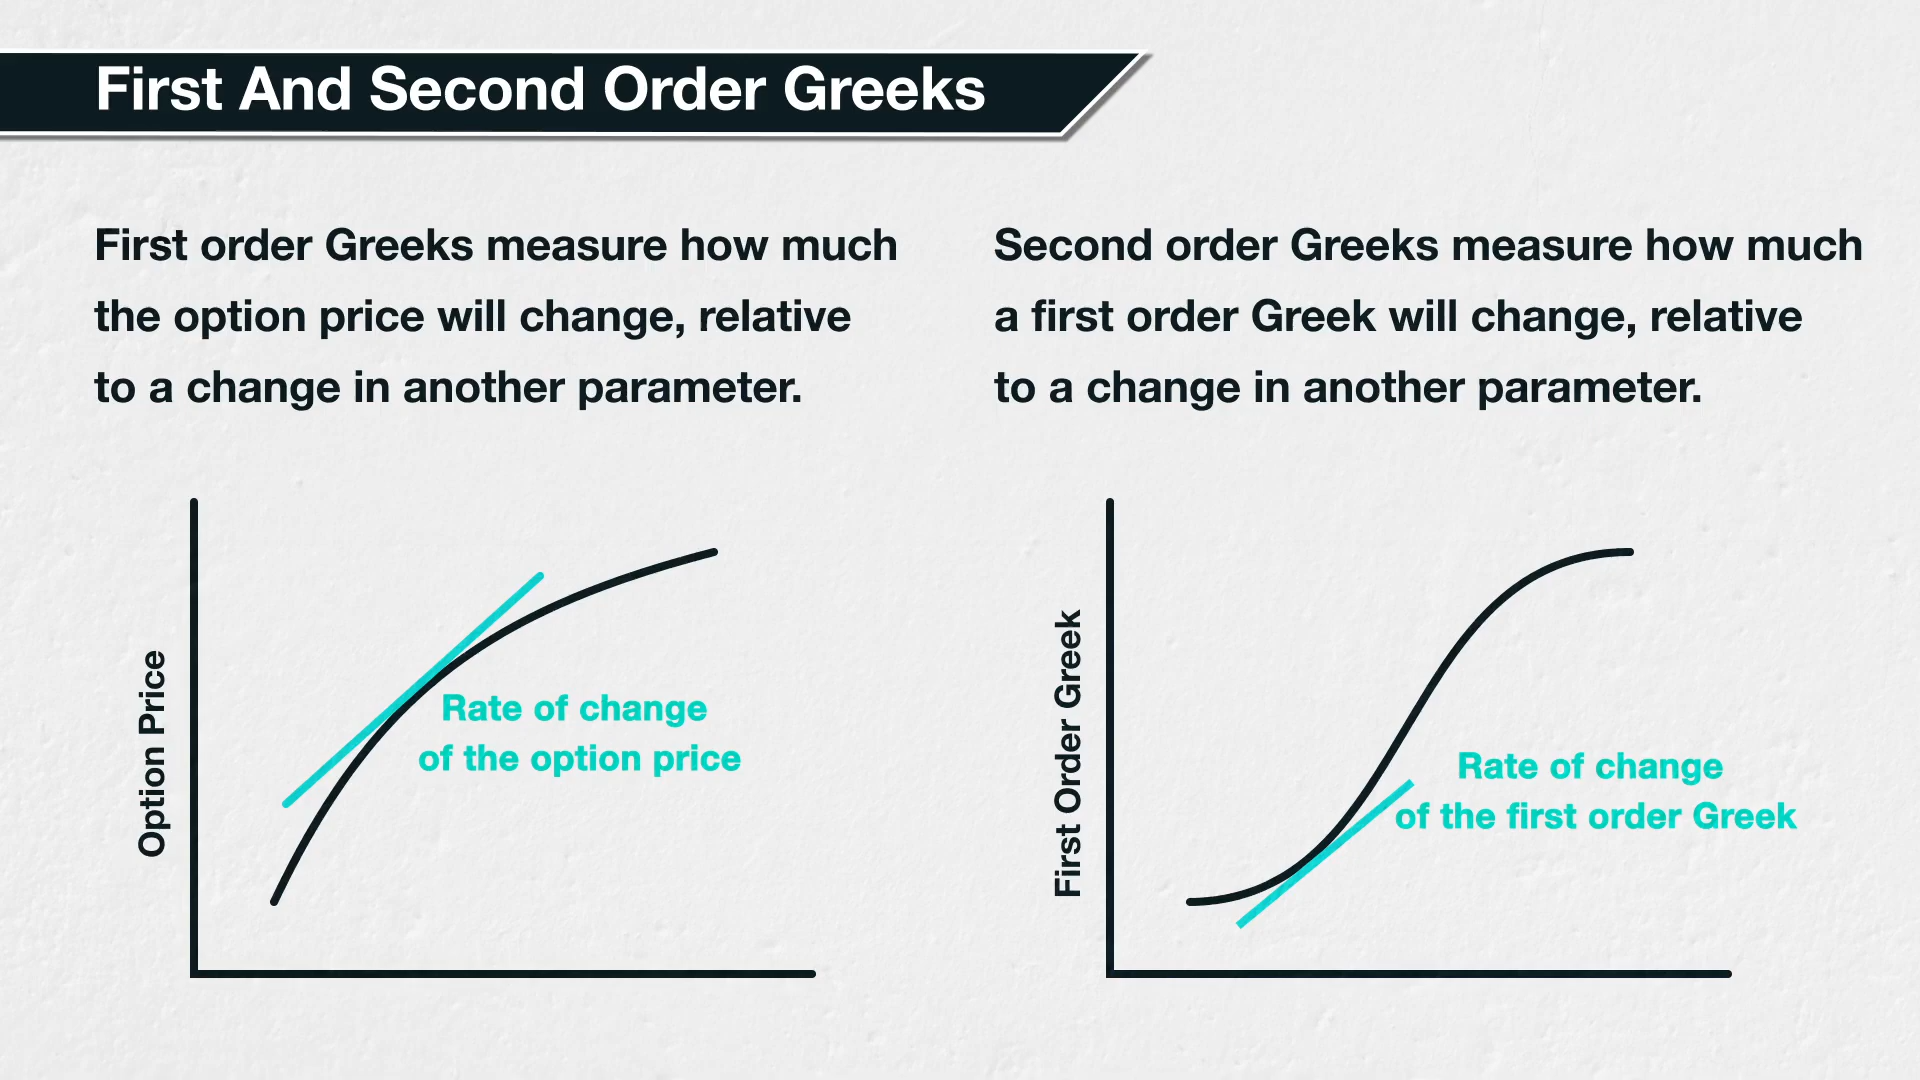 First And Second Order Greeks
First order Greeks measure how much
the option price will change, relative
to a change in another parameter.
Second order Greeks measure how much
a first order Greek will change, relative
to a change in another parameter.
Option Price
Rate of change
of the option price
First Order Greek
Rate of change
of the first order Greek